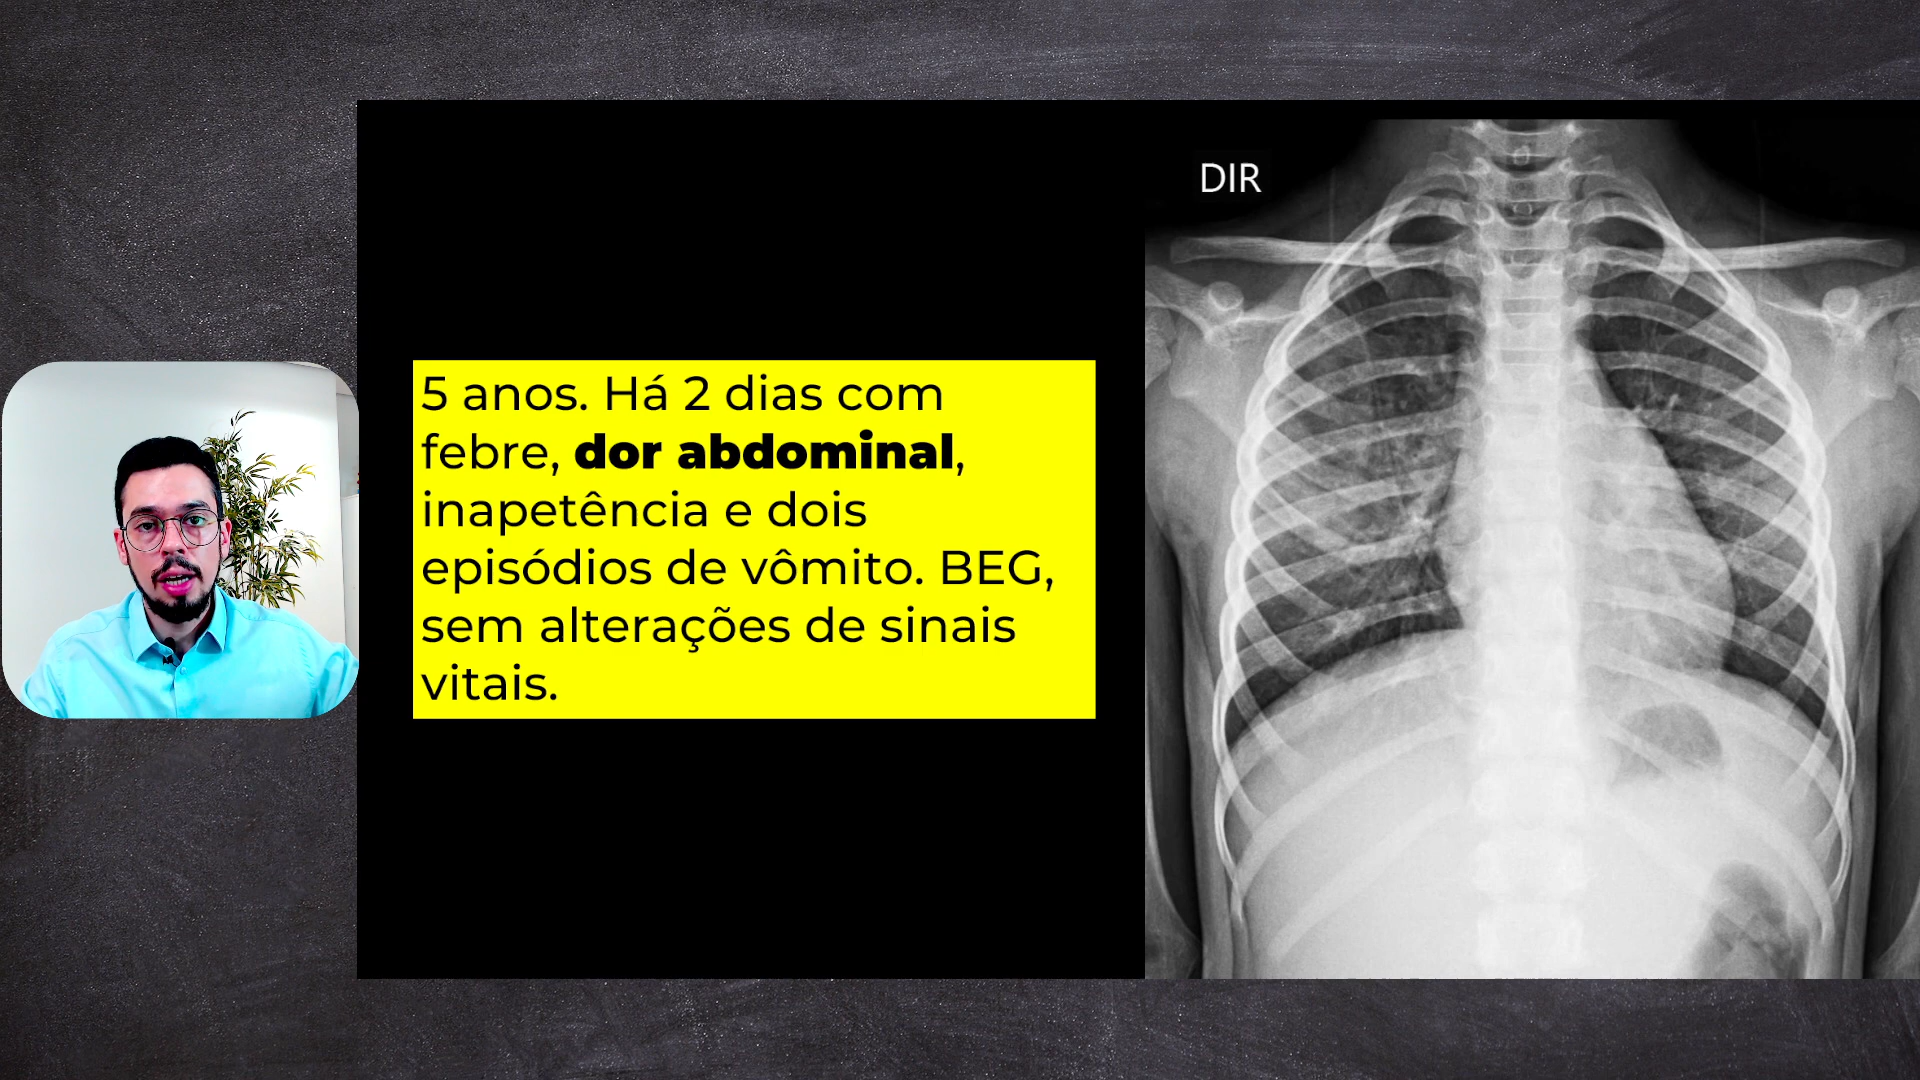 DIR
5 anos. Há 2 dias com
febre, dor abdominal,
inapetência e dois
episódios de vômito. BEG,
sem alterações de sinais
vitais.